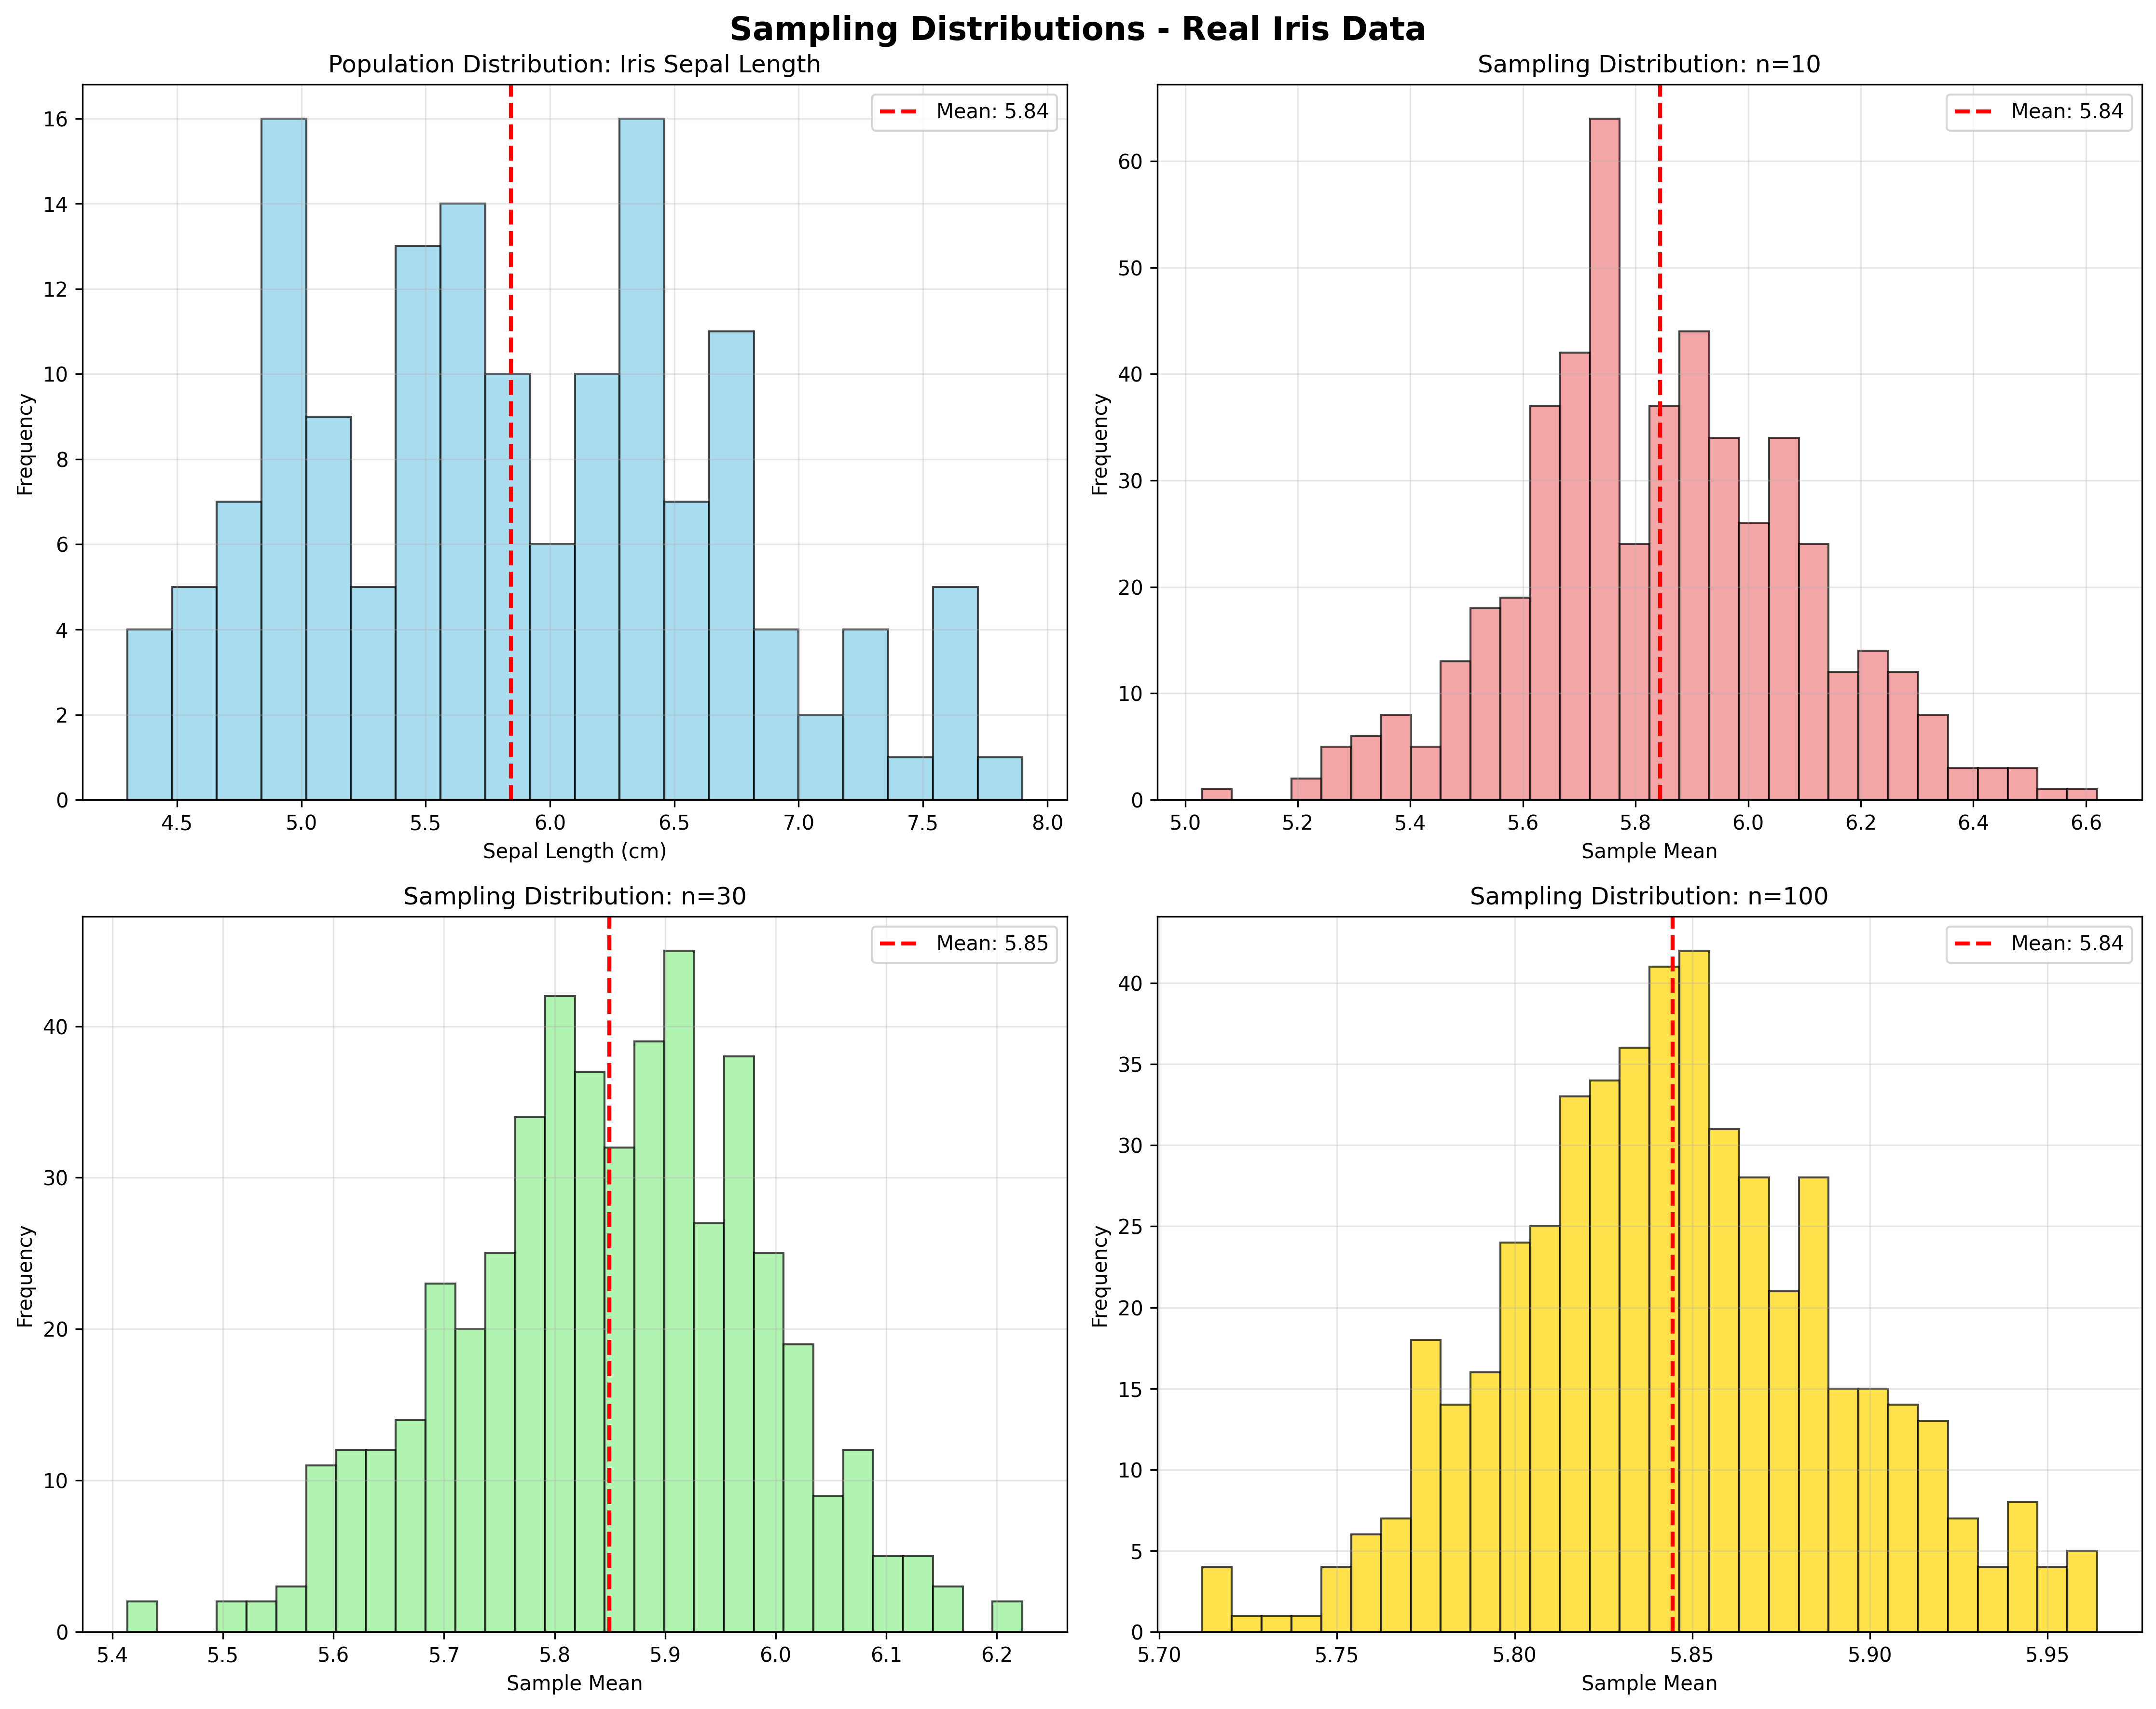 Sampling Distributions - Real Iris Data
Population Distribution: Iris Sepal Length
Mean: 5.84
Frequency
16
14
12
10
8
6
4
2
0
4.5 5.0 5.5 6.0 6.5 7.0 7.5 8.0
Sepal Length (cm)
Sampling Distribution: n=10
Mean: 5.84
Frequency
60
50
40
30
20
10
0
5.0 5.2 5.4 5.6 5.8 6.0 6.2 6.4 6.6
Sample Mean
Sampling Distribution: n=30
Mean: 5.85
Frequency
40
30
20
10
0
5.4 5.5 5.6 5.7 5.8 5.9 6.0 6.1 6.2
Sample Mean
Sampling Distribution: n=100
Mean: 5.84
Frequency
40
35
30
25
20
15
10
5
0
5.70 5.75 5.80 5.85 5.90 5.95
Sample Mean